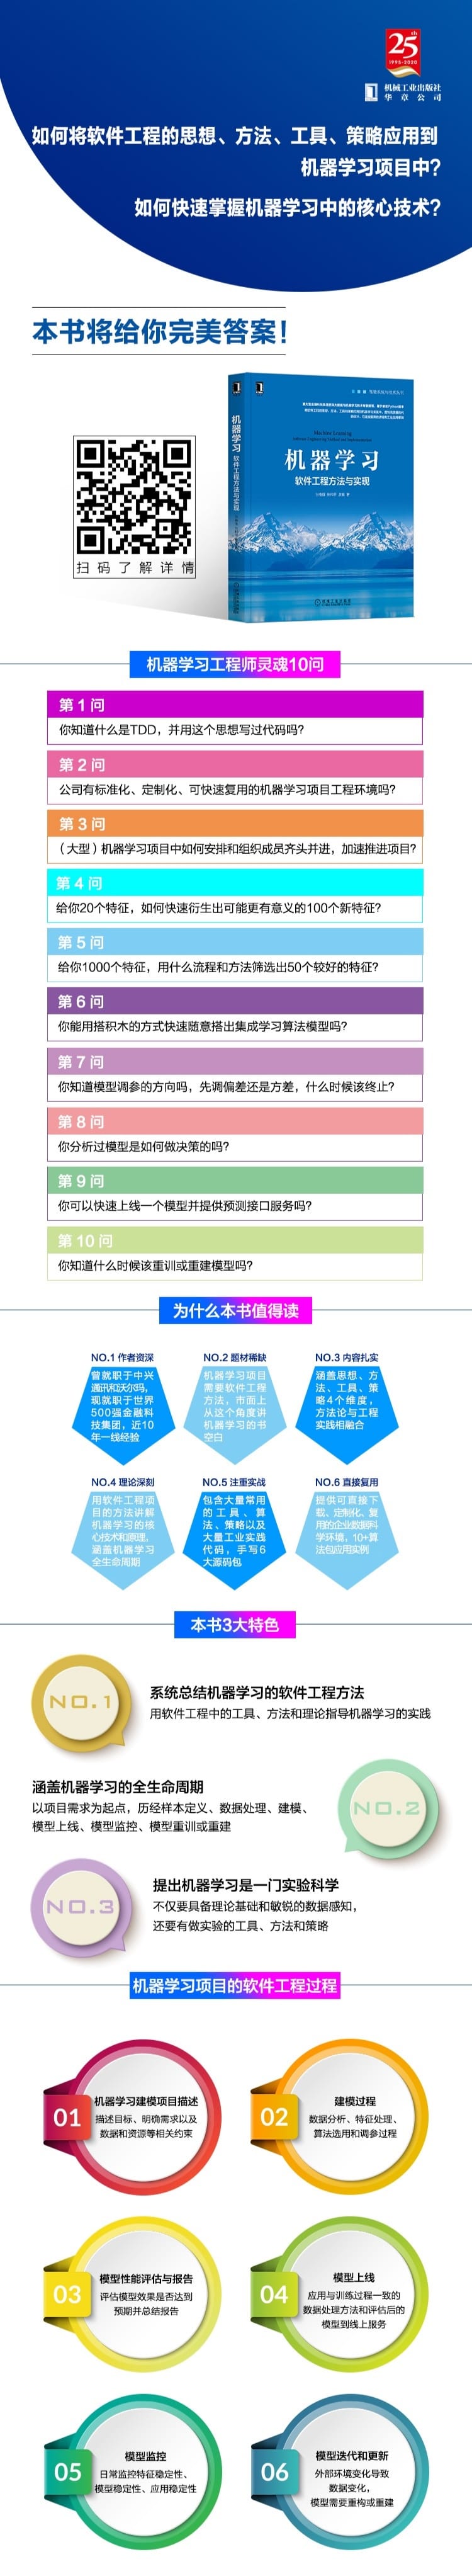 25th
1995-2020
机械工业出版社
华章公司
如何将软件工程的思想、方法、工具、策略应用到
机器学习项目中?
如何快速掌握机器学习中的核心技术?
本书将给你完美答案!
机器学习
软件工程方法与实现
Machine Learning
机器学习
软件工程方法与实现
扫码了解详情
机器学习工程师灵魂10问
第 1 问
你知道什么是TDD，并用这个思想写过代码吗?
第 2 问
公司有标准化、定制化、可快速复用的机器学习项目工程环境吗?
第 3 问
（大型）机器学习项目中如何安排和组织成员齐头并进，加速推进项目?
第 4 问
给你20个特征，如何快速衍生出可能更有意义的100个新特征?
第 5 问
给你1000个特征，用什么流程和方法筛选出50个较好的特征?
第 6 问
你能用搭积木的方式快速随意搭出集成学习算法模型吗?
第 7 问
你知道模型调参的方向吗，先调偏差还是方差，什么时候该终止?
第 8 问
你分析过模型是如何做决策的吗?
第 9 问
你可以快速上线一个模型并提供预测接口服务吗?
第 10 问
你知道什么时候该重训或重建模型吗?
为什么本书值得读
NO.1 作者资深
曾就职于中兴
通讯和沃尔玛，
现就职于世界
500强金融科
技集团，近10
年一线经验
NO.2 题材稀缺
机器学习项目
需要软件工程
方法，市面上
从这个角度讲
机器学习的书
空白
NO.3 内容扎实
涵盖思想、方
法、工具、策
略4个维度，
方法论与工程
实践相融合
NO.4 理论深刻
用软件工程项
目的方法讲解
机器学习的核
心技术和原理，
涵盖机器学习
全生命周期
NO.5 注重实战
包含大量常用
的工具、算
法、策略以及
大量工业实践
代码，手写6
大源码包
NO.6 直接复用
提供可直接下
载、定制化、复
用的企业数据科
学环境，10+算
法包应用实例
本书3大特色
NO.1
系统总结机器学习的软件工程方法
用软件工程中的工具、方法和理论指导机器学习的实践
涵盖机器学习的全生命周期
以项目需求为起点，历经样本定义、数据处理、建模、
模型上线、模型监控、模型重训或重建
NO.2
NO.3
提出机器学习是一门实验科学
不仅要具备理论基础和敏锐的数据感知，
还要有做实验的工具、方法和策略
机器学习项目的软件工程过程
01
机器学习建模项目描述
描述目标、明确需求以及
数据和资源等相关约束
02
建模过程
数据分析、特征处理、
算法选用和调参过程
03
模型性能评估与报告
评估模型效果是否达到
预期并总结报告
04
模型上线
应用与训练过程一致的
数据处理方法和评估后的
模型到线上服务
05
模型监控
日常监控特征稳定性、
模型稳定性、应用稳定性
06
模型迭代和更新
外部环境变化导致
数据变化，
模型需要重构或重建